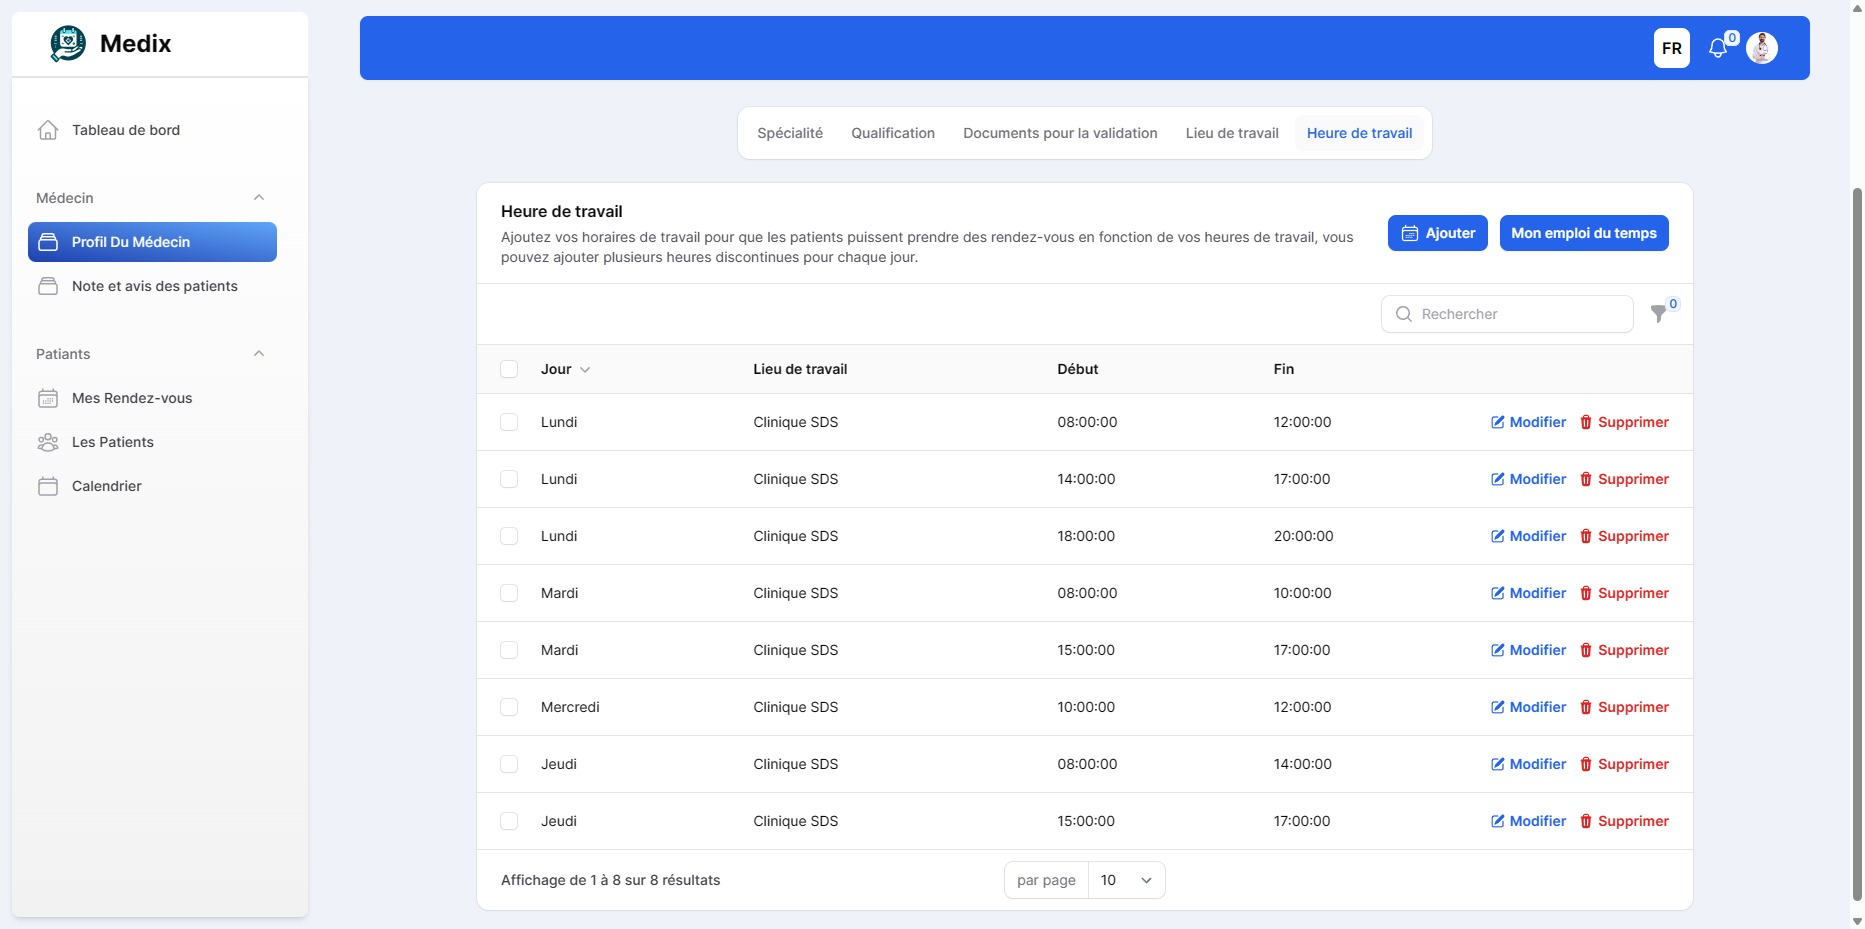 Medix
FR
0
Tableau de bord
Médecin
Profil Du Médecin
Note et avis des patients
Patiants
Mes Rendez-vous
Les Patients
Calendrier
Spécialité Qualification Documents pour la validation Lieu de travail Heure de travail
Heure de travail
Ajoutez vos horaires de travail pour que les patients puissent prendre des rendez-vous en fonction de vos heures de travail, vous
pouvez ajouter plusieurs heures discontinues pour chaque jour.
Ajouter
Mon emploi du temps
Rechercher
0
Jour Lieu de travail Début Fin
Lundi Clinique SDS 08:00:00 12:00:00 Modifier Supprimer
Lundi Clinique SDS 14:00:00 17:00:00 Modifier Supprimer
Lundi Clinique SDS 18:00:00 20:00:00 Modifier Supprimer
Mardi Clinique SDS 08:00:00 10:00:00 Modifier Supprimer
Mardi Clinique SDS 15:00:00 17:00:00 Modifier Supprimer
Mercredi Clinique SDS 10:00:00 12:00:00 Modifier Supprimer
Jeudi Clinique SDS 08:00:00 14:00:00 Modifier Supprimer
Jeudi Clinique SDS 15:00:00 17:00:00 Modifier Supprimer
Affichage de 1 à 8 sur 8 résultats
par page 10